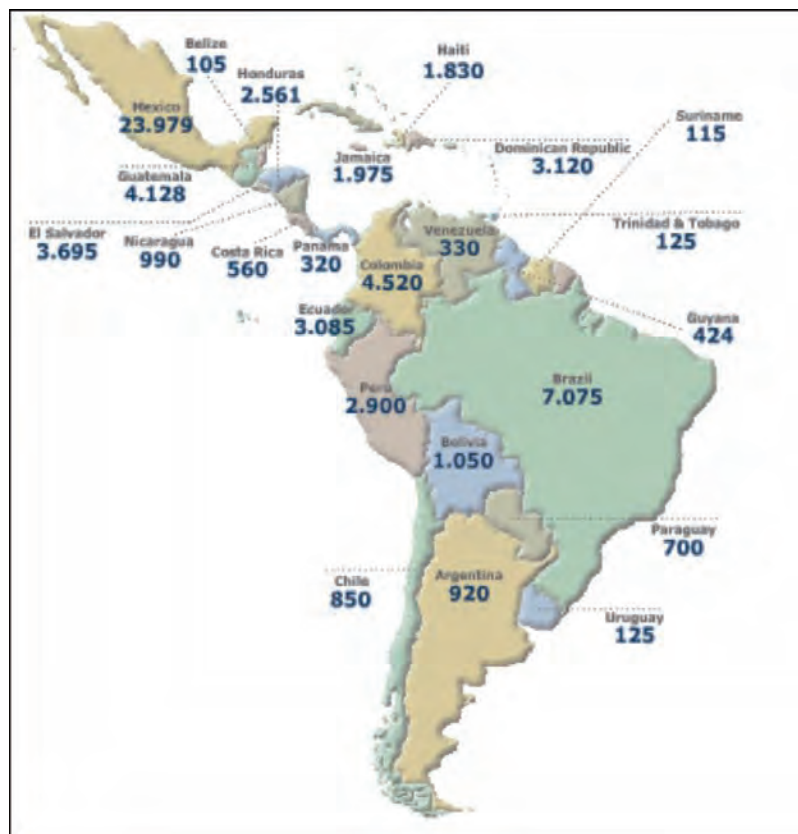 Belize
105
Honduras
2.561
Haiti
1.830
Mexico
23.979
Suriname
115
Jamaica
1.975
Dominican Republic
3.120
Guatemala
4.128
El Salvador
3.695
Nicaragua
990
Costa Rica
560
Panama
320
Venezuela
330
Trinidad & Tobago
125
Colombia
4.520
Ecuador
3.085
Guyana
424
Peru
2.900
Brazil
7.075
Bolivia
1.050
Paraguay
700
Chile
850
Argentina
920
Uruguay
125